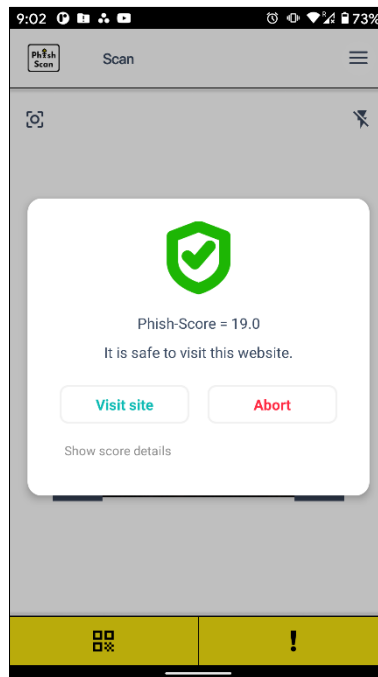 9:02 73%
Phish
Scan
Scan
Phish-Score = 19.0
It is safe to visit this website.
Visit site
Abort
Show score details